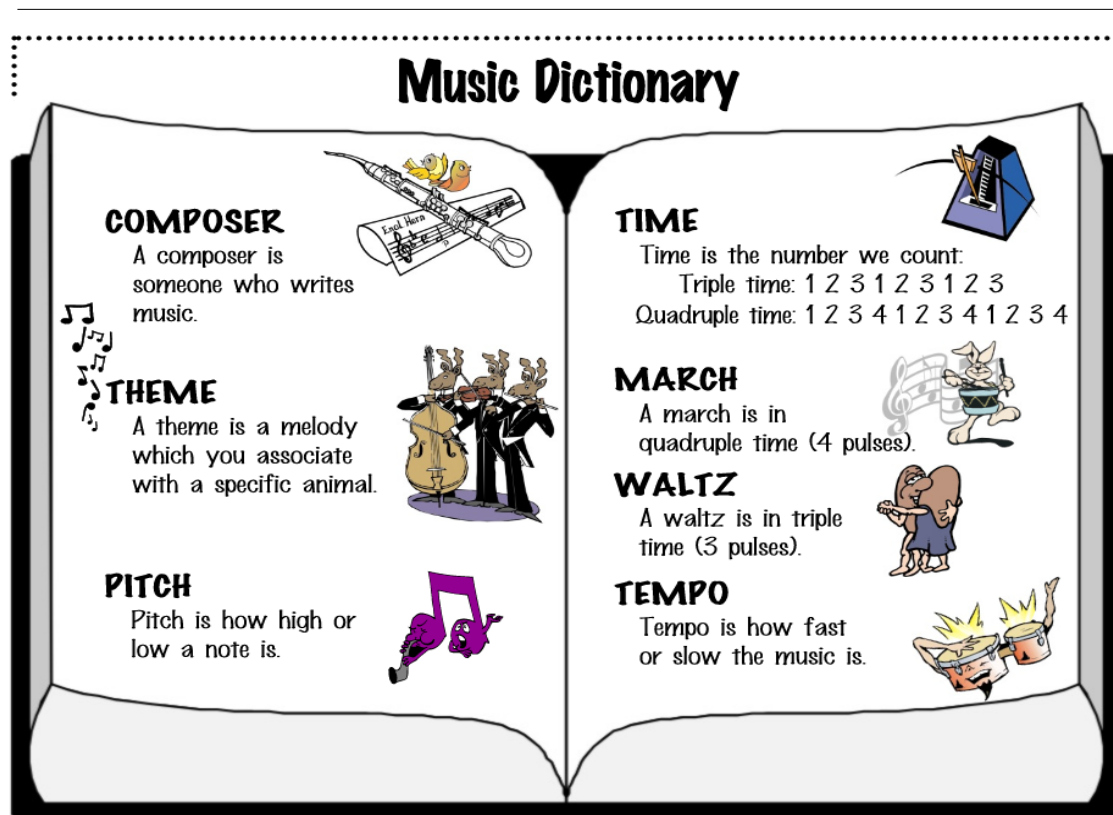 Music Dictionary
COMPOSER
A composer is
someone who writes
music.
Engl Horn
THEME
A theme is a melody
which you associate
with a specific animal.
PITCH
Pitch is how high or
low a note is.
TIME
Time is the number we count:
Triple time: 1 2 3 1 2 3 1 2 3
Quadruple time: 1 2 3 4 1 2 3 4 1 2 3 4
MARCH
A march is in
quadruple time (4 pulses).
WALTZ
A waltz is in triple
time (3 pulses).
TEMPO
Tempo is how fast
or slow the music is.